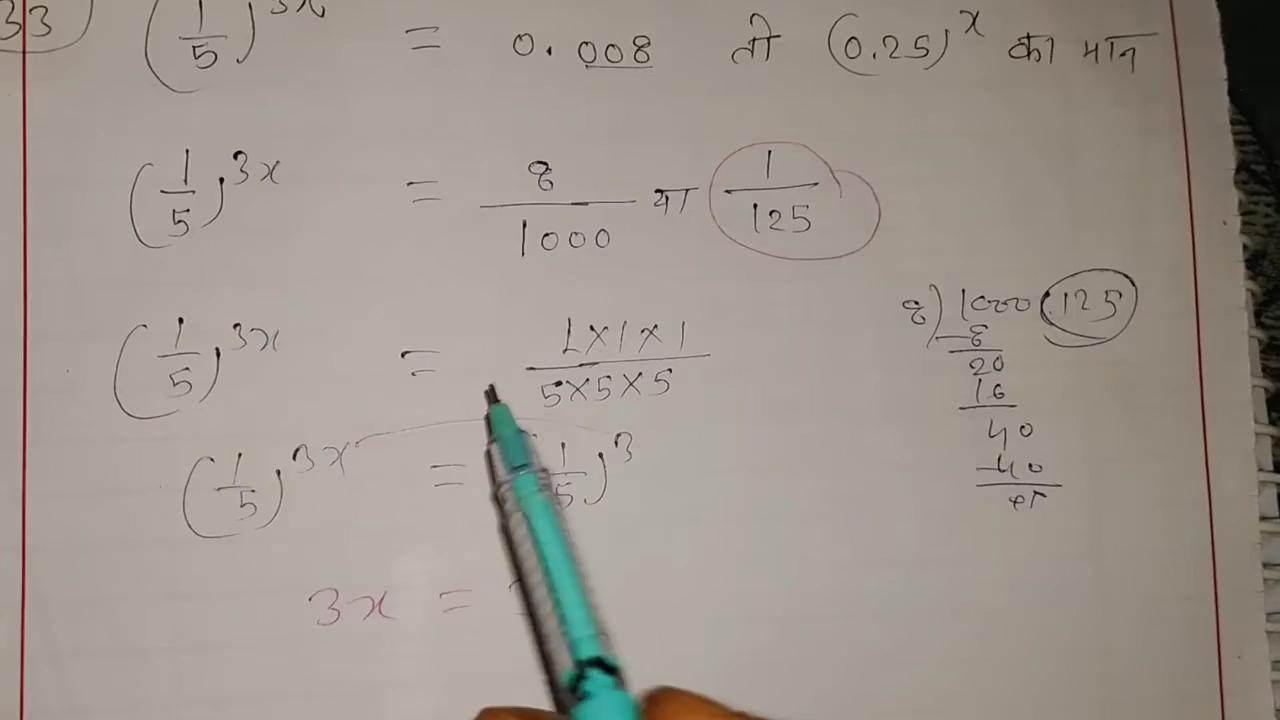 33 (1/5)^3x = 0.008 तो (0.25)^x का मान
(1/5)^3x = 8/1000 या 1/125
(1/5)^3x = 1×1×1/5×5×5
(1/5)^3x = (1/5)^3
3x =
8)1000(125
-8
20
16
40
-40